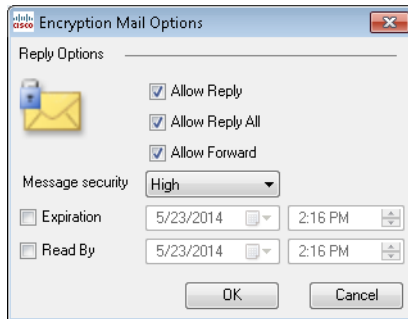 cisco Encryption Mail Options
Reply Options
Allow Reply
Allow Reply All
Allow Forward
Message security High
Expiration 5/23/2014 2:16 PM
Read By 5/23/2014 2:16 PM
OK Cancel